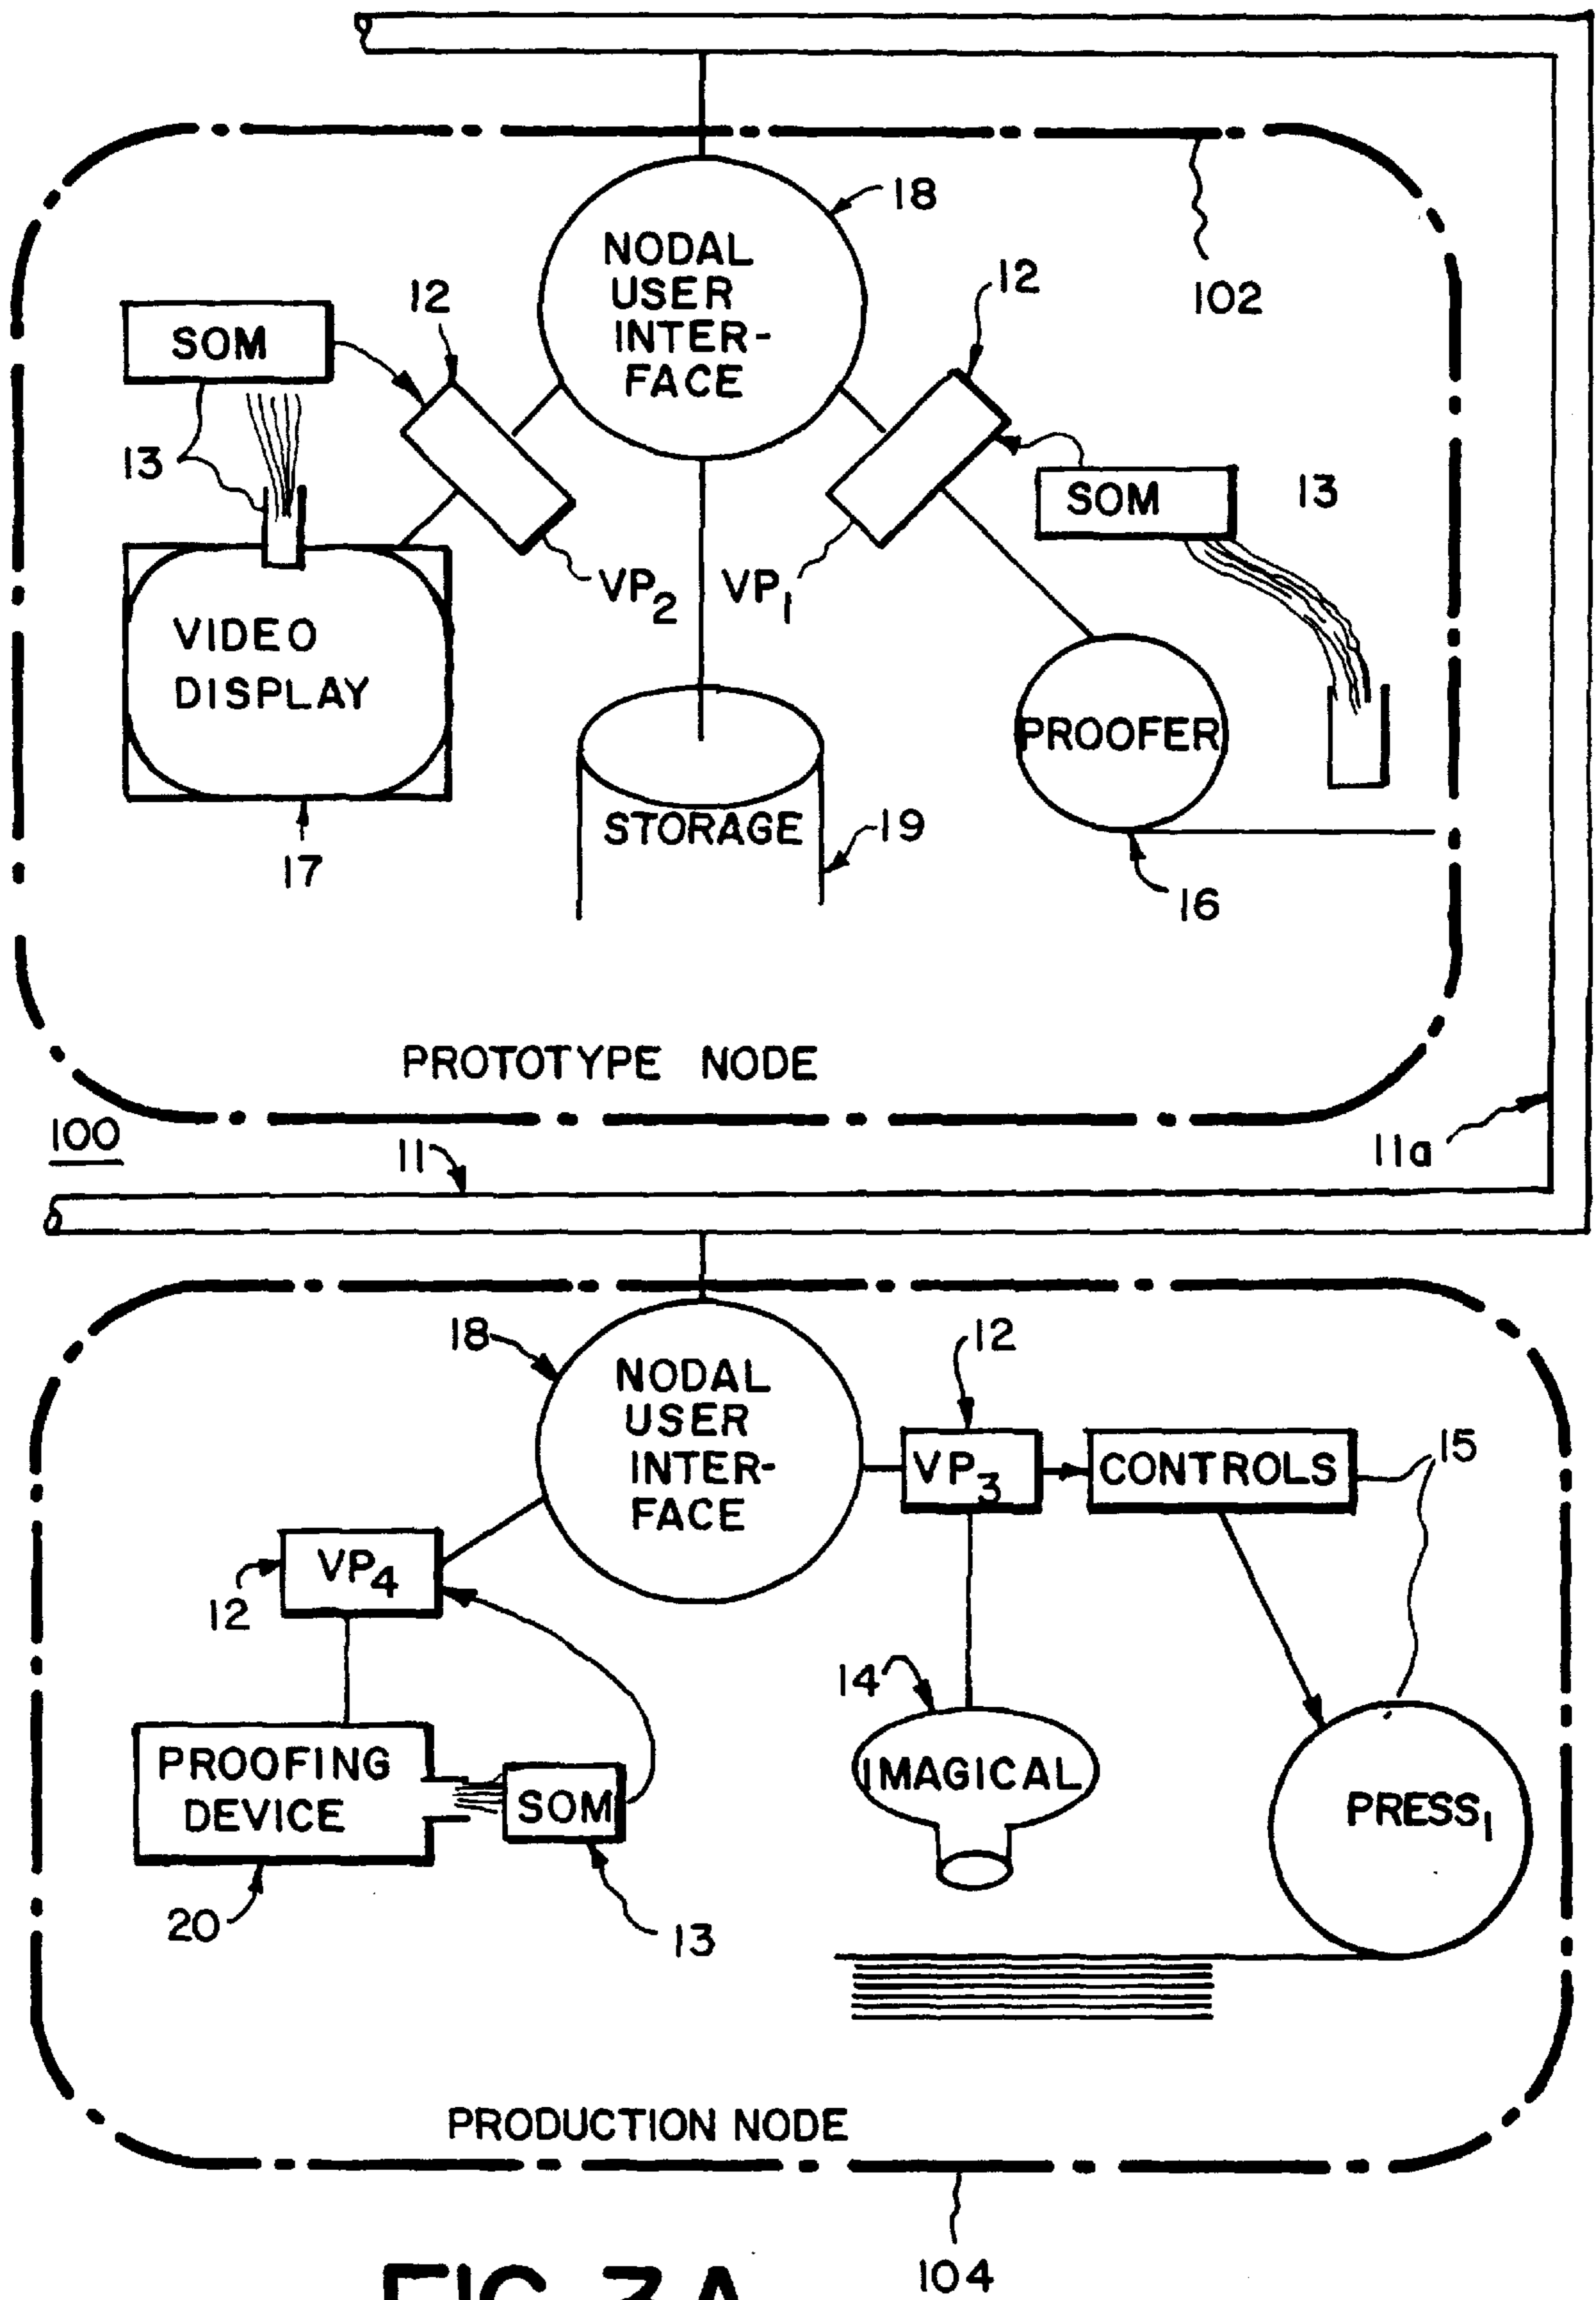 18
NODAL
USER
INTER-
FACE
102
12
12
SOM
13
SOM
13
VP2
VP1
VIDEO
DISPLAY
PROOFER
STORAGE
19
17
16
PROTOTYPE NODE
100
11
11a
18
NODAL
USER
INTER-
FACE
12
15
VP3
CONTROLS
VP4
12
14
IMAGICAL
PROOFING
DEVICE
SOM
PRESS1
20
13
PRODUCTION NODE
104
FIG. 3A